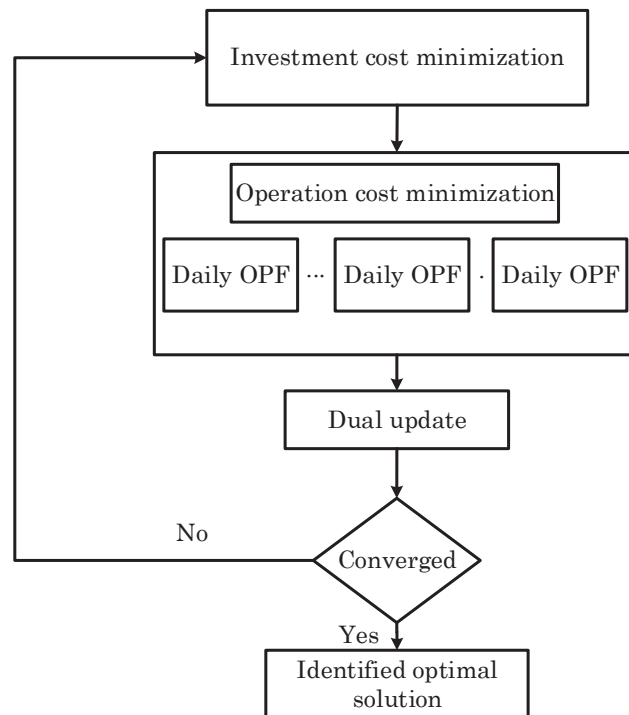 Investment cost minimization
Operation cost minimization
Daily OPF ... Daily OPF . Daily OPF
Dual update
No
Converged
Yes
Identified optimal
solution